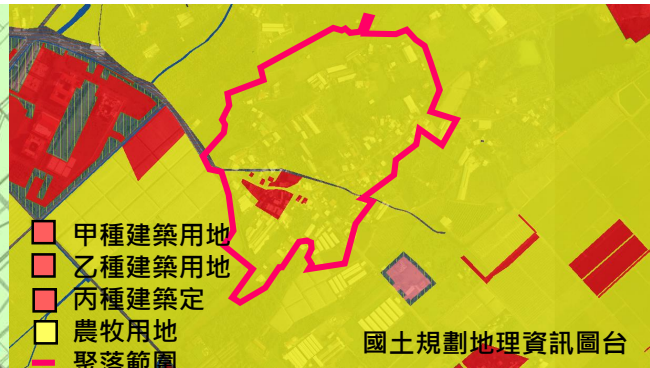 甲種建築用地
乙種建築用地
丙種建築定
農牧用地
聚落範圍
國土規劃地理資訊圖台